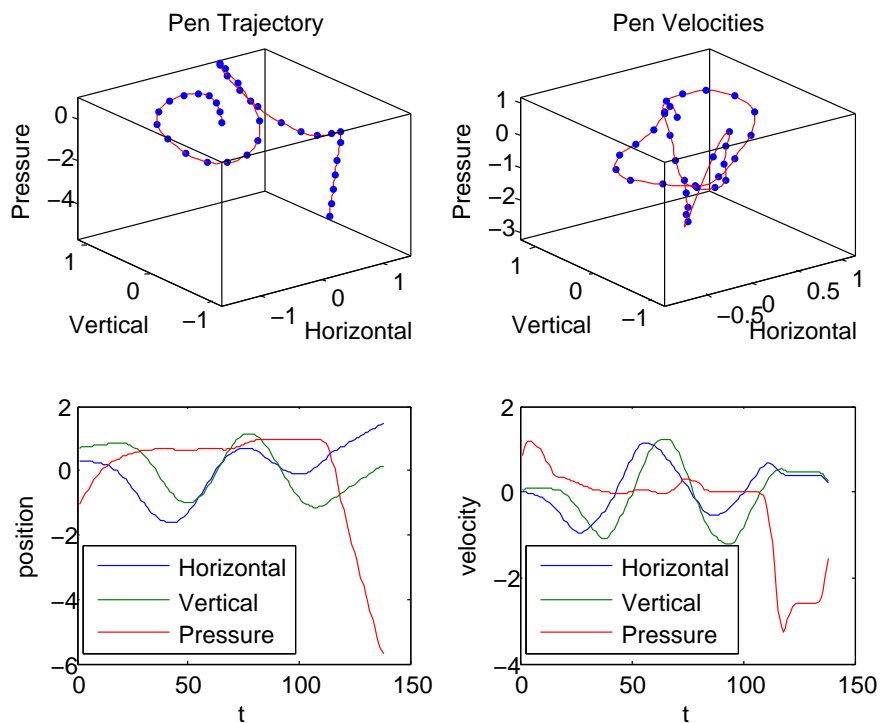 Pen Trajectory
Pressure
0
−2
−4
1
0
−1
Vertical
−1
0
1
Horizontal
Pen Velocities
Pressure
1
0
−1
−2
−3
1
0
−1
Vertical
−0.5
0
0.5
1
Horizontal
position
2
0
−2
−4
−6
0
50
100
150
t
Horizontal
Vertical
Pressure
velocity
2
0
−2
−4
0
50
100
150
t
Horizontal
Vertical
Pressure